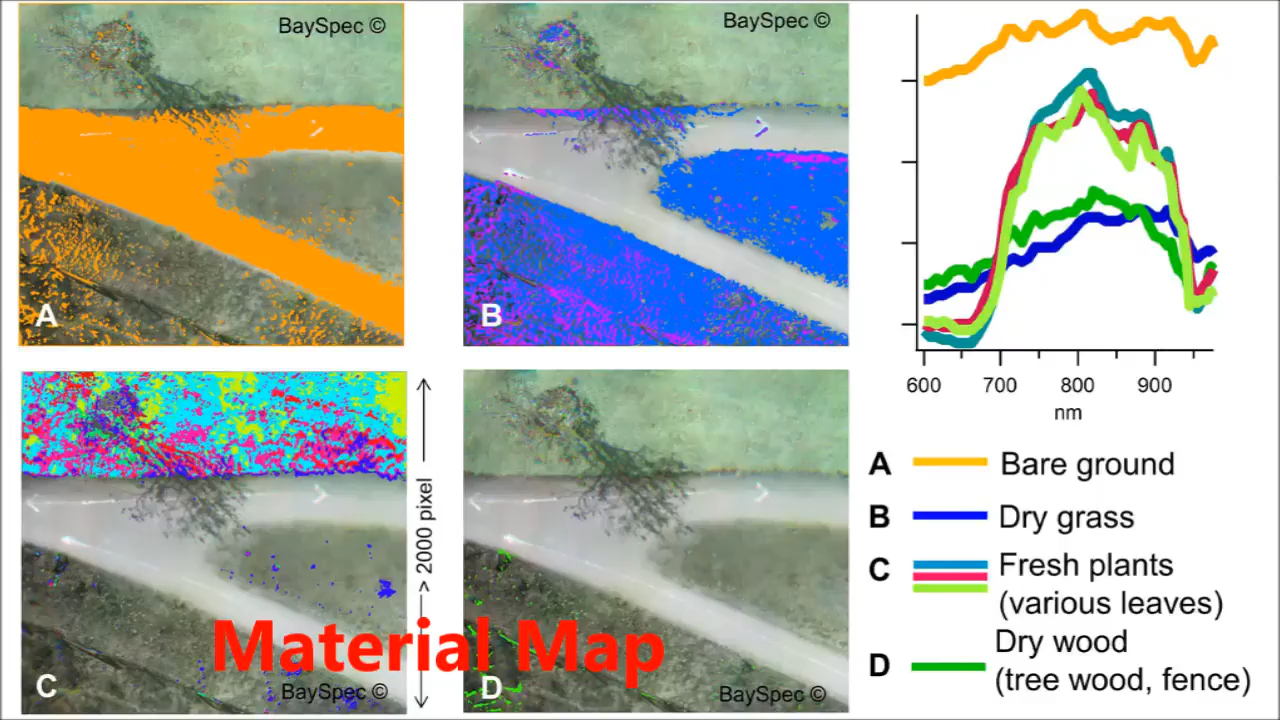 BaySpec ©
A
BaySpec ©
B
600 700 800 900
nm
A Bare ground
B Dry grass
C Fresh plants
(various leaves)
D Dry wood
(tree wood, fence)
> 2000 pixel
Material Map
C
BaySpec ©
D
BaySpec ©